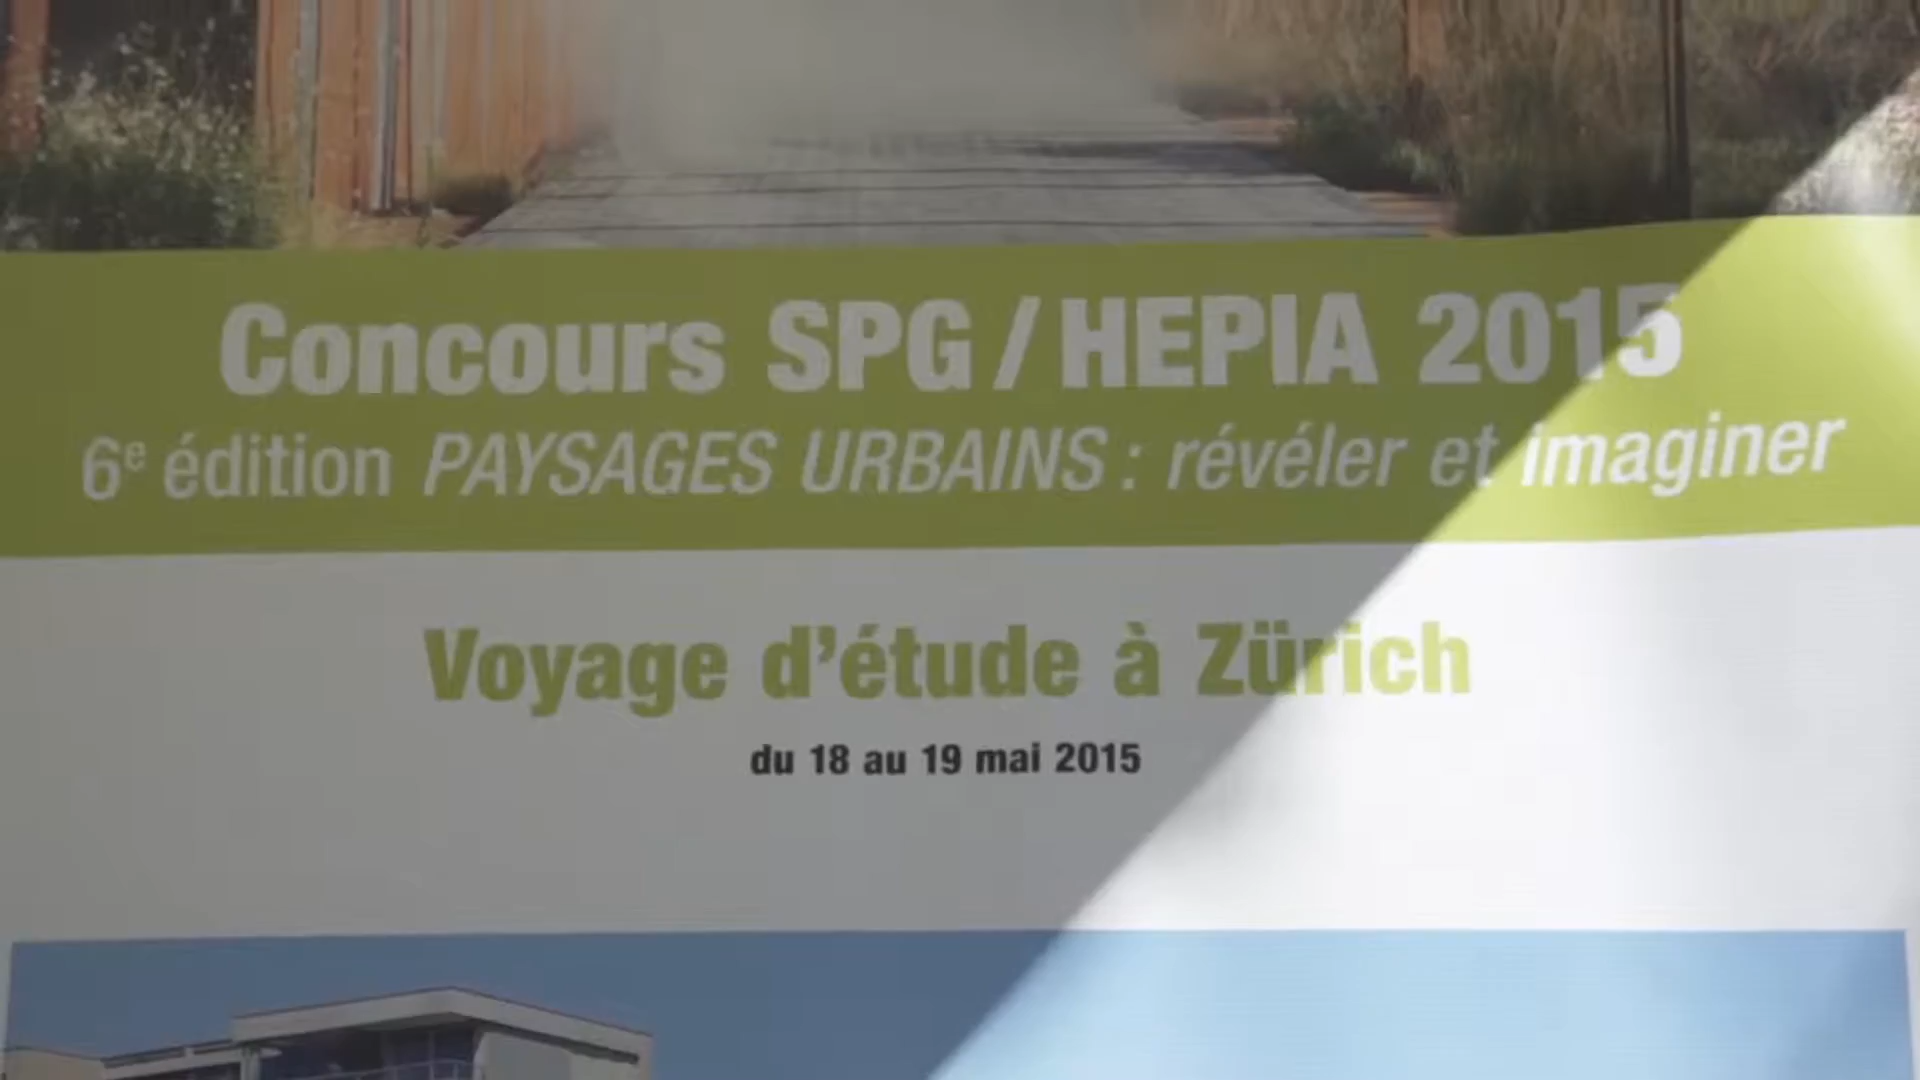 Concours SPG / HEPIA 2015
6e édition PAYSAGES URBAINS : révéler et imaginer
Voyage d'étude à Zürich
du 18 au 19 mai 2015